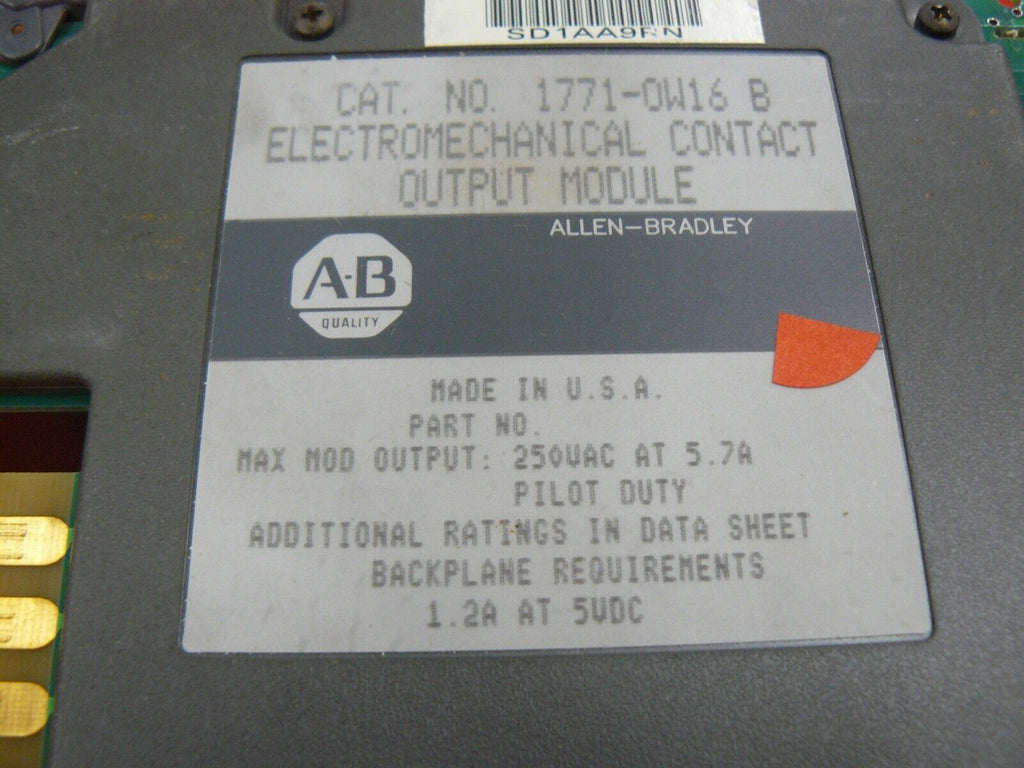 SD1AA9RN
CAT. NO. 1771-OW16 B
ELECTROMECHANICAL CONTACT
OUTPUT MODULE
ALLEN-BRADLEY
A-B
QUALITY
MADE IN U.S.A.
PART NO.
MAX MOD OUTPUT: 250VAC AT 5.7A
PILOT DUTY
ADDITIONAL RATINGS IN DATA SHEET
BACKPLANE REQUIREMENTS
1.2A AT 5VDC